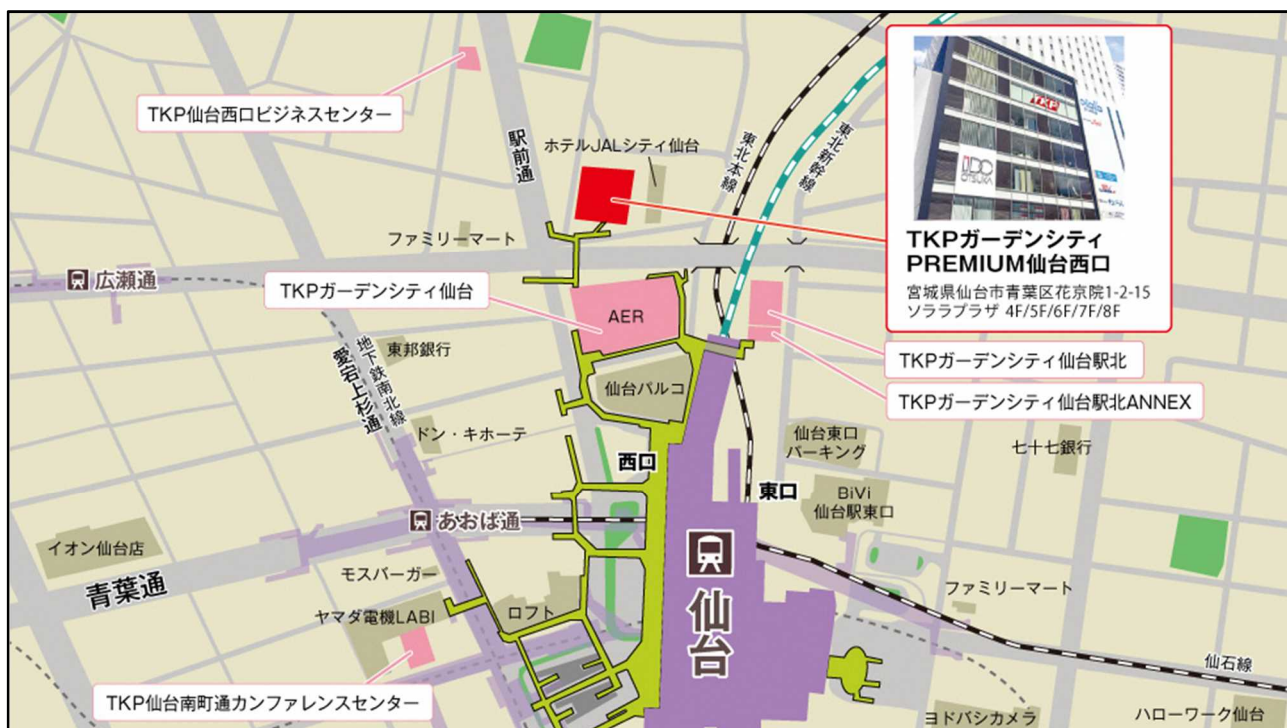 TKP仙台西口ビジネスセンター
駅前通
ホテルJALシティ仙台
東北本線
東北新幹線
TKP
iDC
OTSUKA
TKPガーデンシティ
PREMIUM仙台西口
宮城県仙台市青葉区花京院1-2-15
ソララプラザ 4F/5F/6F/7F/8F
ファミリーマート
広瀬通
TKPガーデンシティ仙台
AER
東邦銀行
地下鉄南北線
愛宕上杉通
仙台パルコ
TKPガーデンシティ仙台駅北
TKPガーデンシティ仙台駅北ANNEX
ドン・キホーテ
西口
東口
仙台東口
パーキング
七十七銀行
BiVi
仙台駅東口
あおば通
イオン仙台店
青葉通
モスバーガー
ヤマダ電機LABI
ロフト
仙台
ファミリーマート
仙石線
TKP仙台南町通カンファレンスセンター
ヨドバシカメラ
ハローワーク仙台